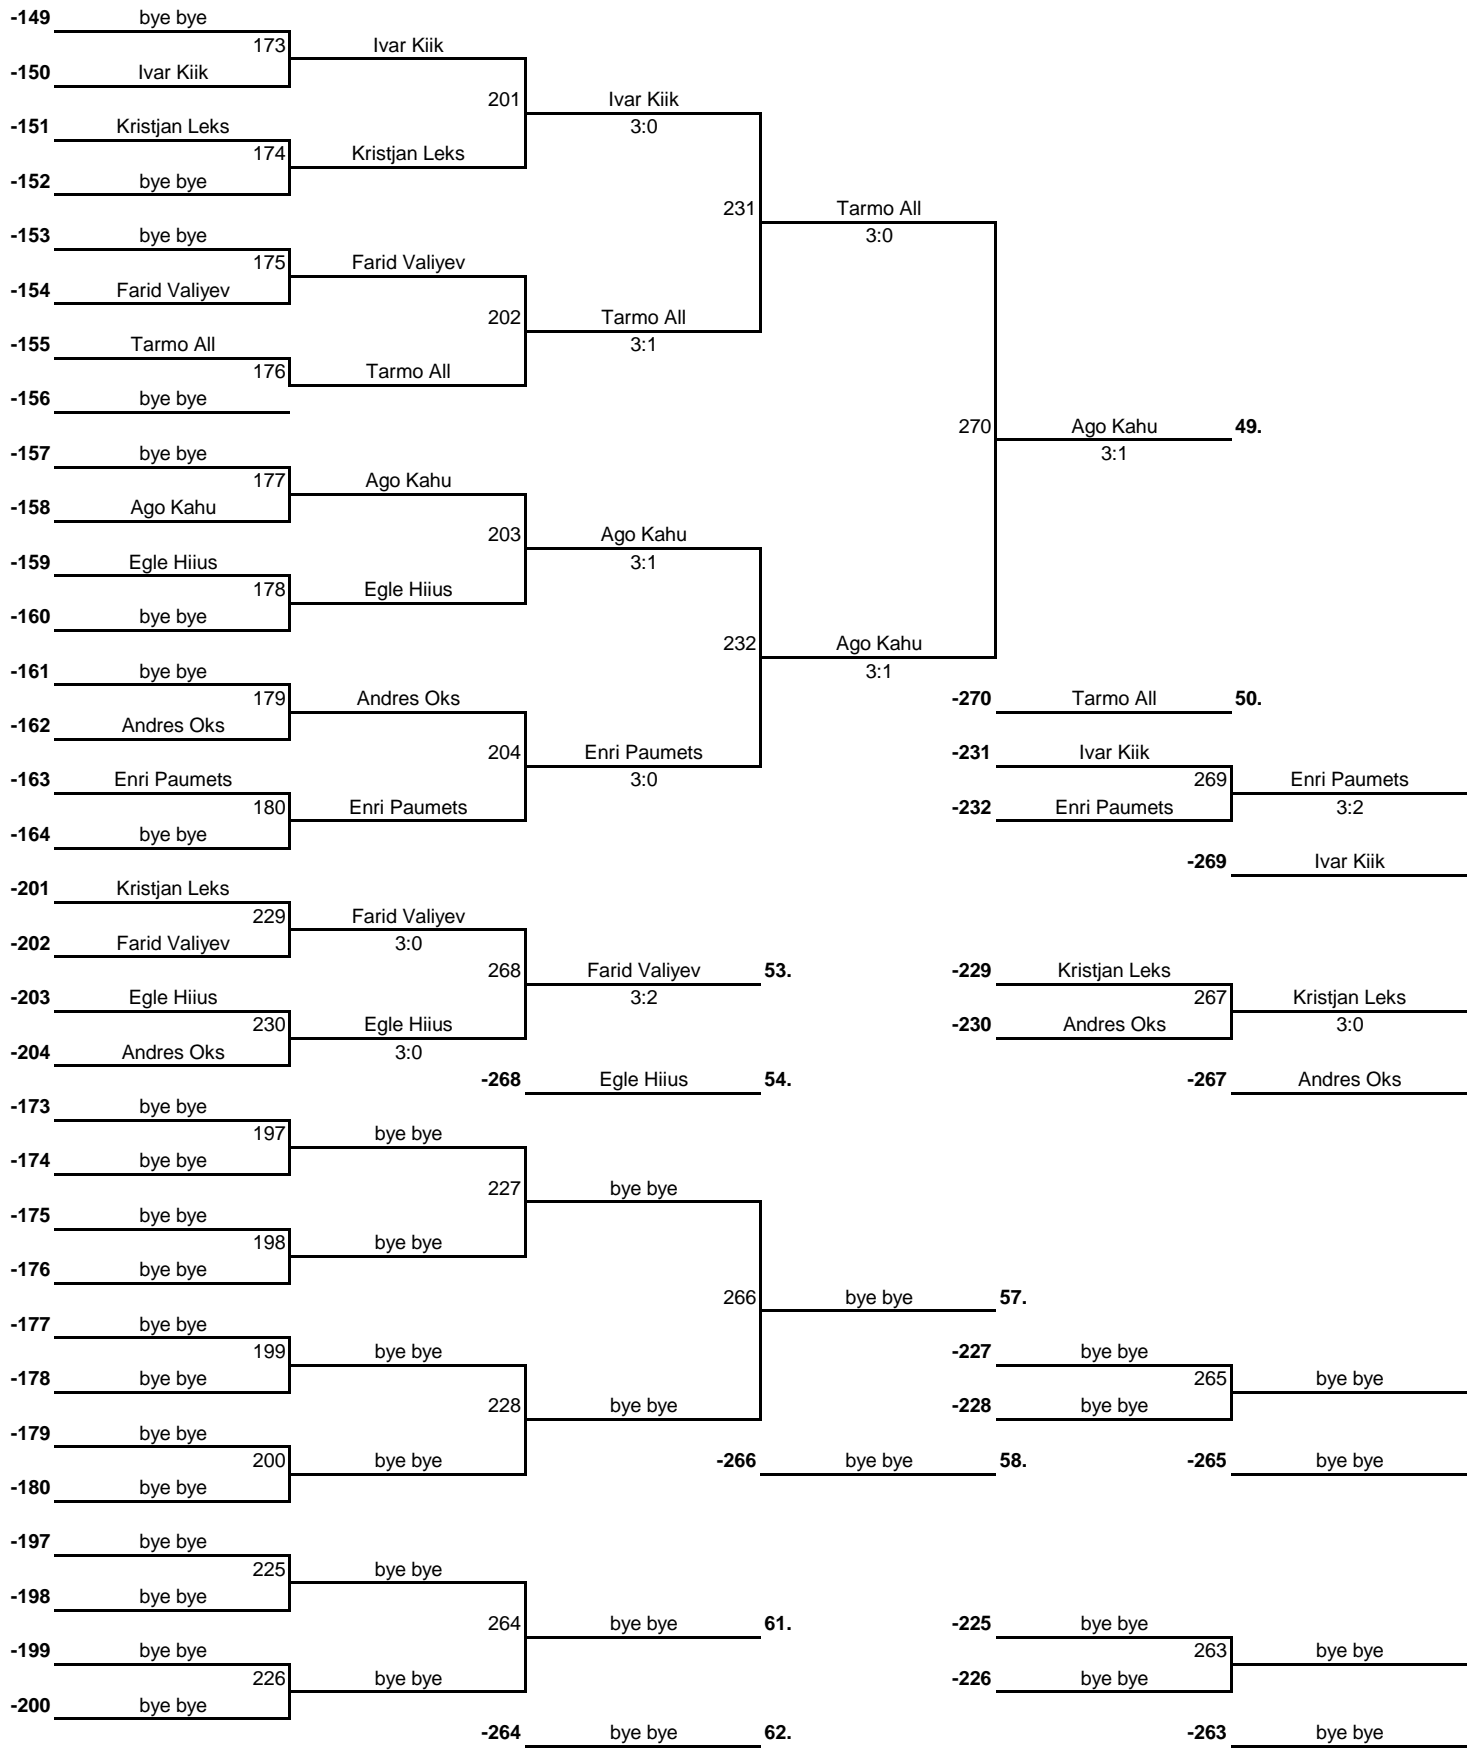 -149 bye bye
173 Ivar Kiik
-150 Ivar Kiik
201 Ivar Kiik
3:0
-151 Kristjan Leks
174 Kristjan Leks
-152 bye bye
231 Tarmo All
3:0
-153 bye bye
175 Farid Valiyev
-154 Farid Valiyev
202 Tarmo All
3:1
-155 Tarmo All
176 Tarmo All
-156 bye bye
270 Ago Kahu 49.
3:1
-157 bye bye
177 Ago Kahu
-158 Ago Kahu
203 Ago Kahu
3:1
-159 Egle Hiius
178 Egle Hiius
-160 bye bye
232 Ago Kahu
3:1
-161 bye bye
179 Andres Oks
-162 Andres Oks
-270 Tarmo All 50.
204 Enri Paumets
3:0
-231 Ivar Kiik
269 Enri Paumets
3:2
-163 Enri Paumets
180 Enri Paumets
-232 Enri Paumets
-164 bye bye
-269 Ivar Kiik
-201 Kristjan Leks
229 Farid Valiyev
3:0
-202 Farid Valiyev
268 Farid Valiyev 53.
3:2
-229 Kristjan Leks
267 Kristjan Leks
3:0
-203 Egle Hiius
230 Egle Hiius
3:0
-230 Andres Oks
-204 Andres Oks
-268 Egle Hiius 54.
-267 Andres Oks
-173 bye bye
197 bye bye
-174 bye bye
227 bye bye
-175 bye bye
198 bye bye
-176 bye bye
266 bye bye 57.
-177 bye bye
199 bye bye
-227 bye bye
265 bye bye
-178 bye bye
228 bye bye
-228 bye bye
-179 bye bye
200 bye bye
-266 bye bye 58.
-265 bye bye
-180 bye bye
-197 bye bye
225 bye bye
-198 bye bye
264 bye bye 61.
-225 bye bye
263 bye bye
-199 bye bye
226 bye bye
-226 bye bye
-200 bye bye
-264 bye bye 62.
-263 bye bye